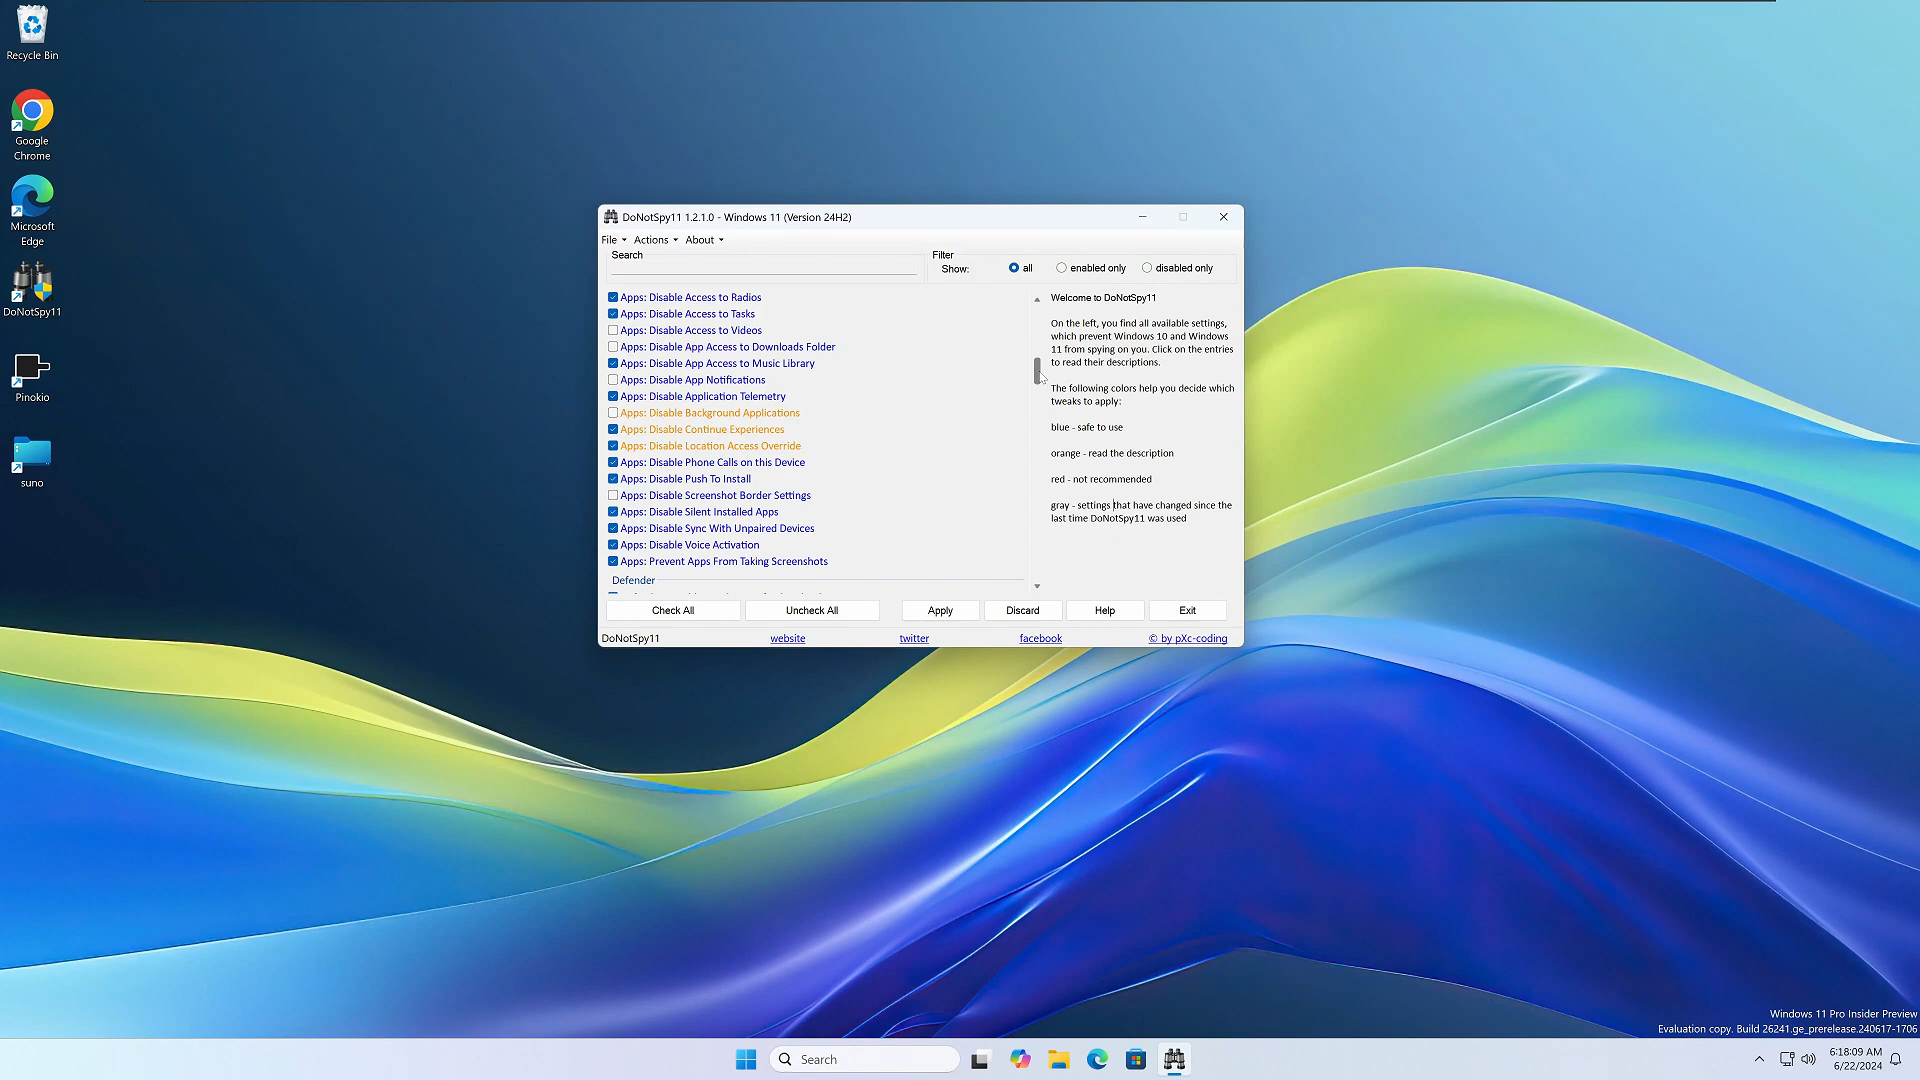 Recycle Bin
Google
Chrome
Microsoft
Edge
DoNotSpy11
Pinokio
suno
DoNotSpy11 1.2.1.0 - Windows 11 (Version 24H2)
File
Actions
About
Search
Filter
Show:
all
enabled only
disabled only
Apps: Disable Access to Radios
Apps: Disable Access to Tasks
Apps: Disable Access to Videos
Apps: Disable App Access to Downloads Folder
Apps: Disable App Access to Music Library
Apps: Disable App Notifications
Apps: Disable Application Telemetry
Apps: Disable Background Applications
Apps: Disable Continue Experiences
Apps: Disable Location Access Override
Apps: Disable Phone Calls on this Device
Apps: Disable Push To Install
Apps: Disable Screenshot Border Settings
Apps: Disable Silent Installed Apps
Apps: Disable Sync With Unpaired Devices
Apps: Disable Voice Activation
Apps: Prevent Apps From Taking Screenshots
Defender
Welcome to DoNotSpy11
On the left, you find all available settings,
which prevent Windows 10 and Windows
11 from spying on you. Click on the entries
to read their descriptions.
The following colors help you decide which
tweaks to apply:
blue - safe to use
orange - read the description
red - not recommended
gray - settings that have changed since the
last time DoNotSpy11 was used
Check All
Uncheck All
Apply
Discard
Help
Exit
DoNotSpy11
website
twitter
facebook
© by pXc-coding
Windows 11 Pro Insider Preview
Evaluation copy. Build 26241.ge_prerelease.240617-1706
Search
6:18:09 AM
6/22/2024